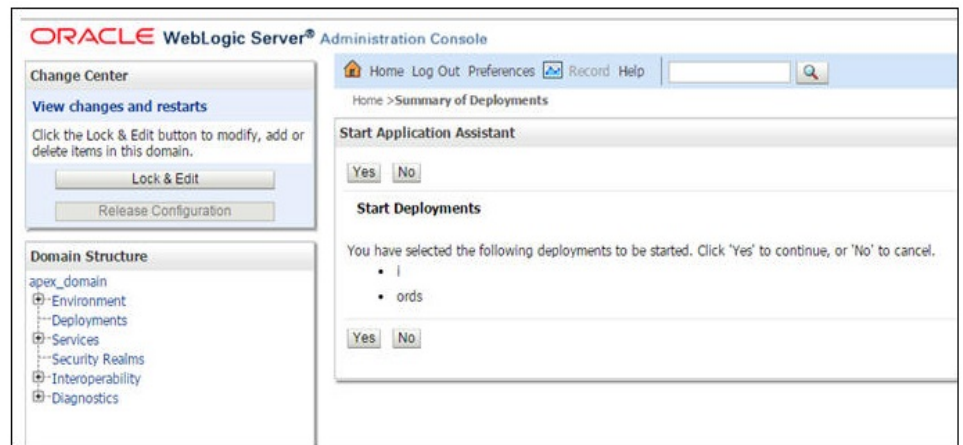 ORACLE WebLogic Server® Administration Console
Change Center
View changes and restarts
Click the Lock & Edit button to modify, add or
delete items in this domain.
Lock & Edit
Release Configuration
Domain Structure
apex_domain
Environment
Deployments
Services
Security Realms
Interoperability
Diagnostics
Home Log Out Preferences Record Help
Home >Summary of Deployments
Start Application Assistant
Yes No
Start Deployments
You have selected the following deployments to be started. Click 'Yes' to continue, or 'No' to cancel.
• i
• ords
Yes No